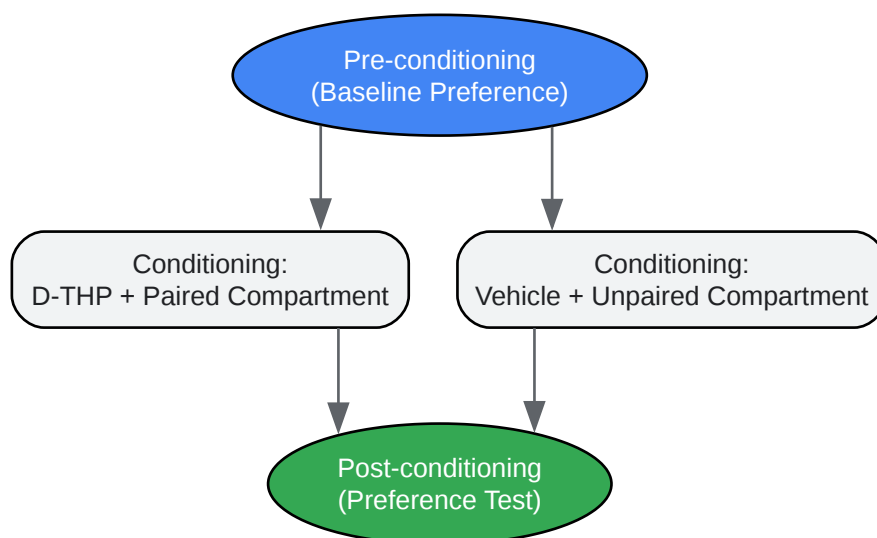 Pre-conditioning
(Baseline Preference)
Conditioning:
D-THP + Paired Compartment
Conditioning:
Vehicle + Unpaired Compartment
Post-conditioning
(Preference Test)